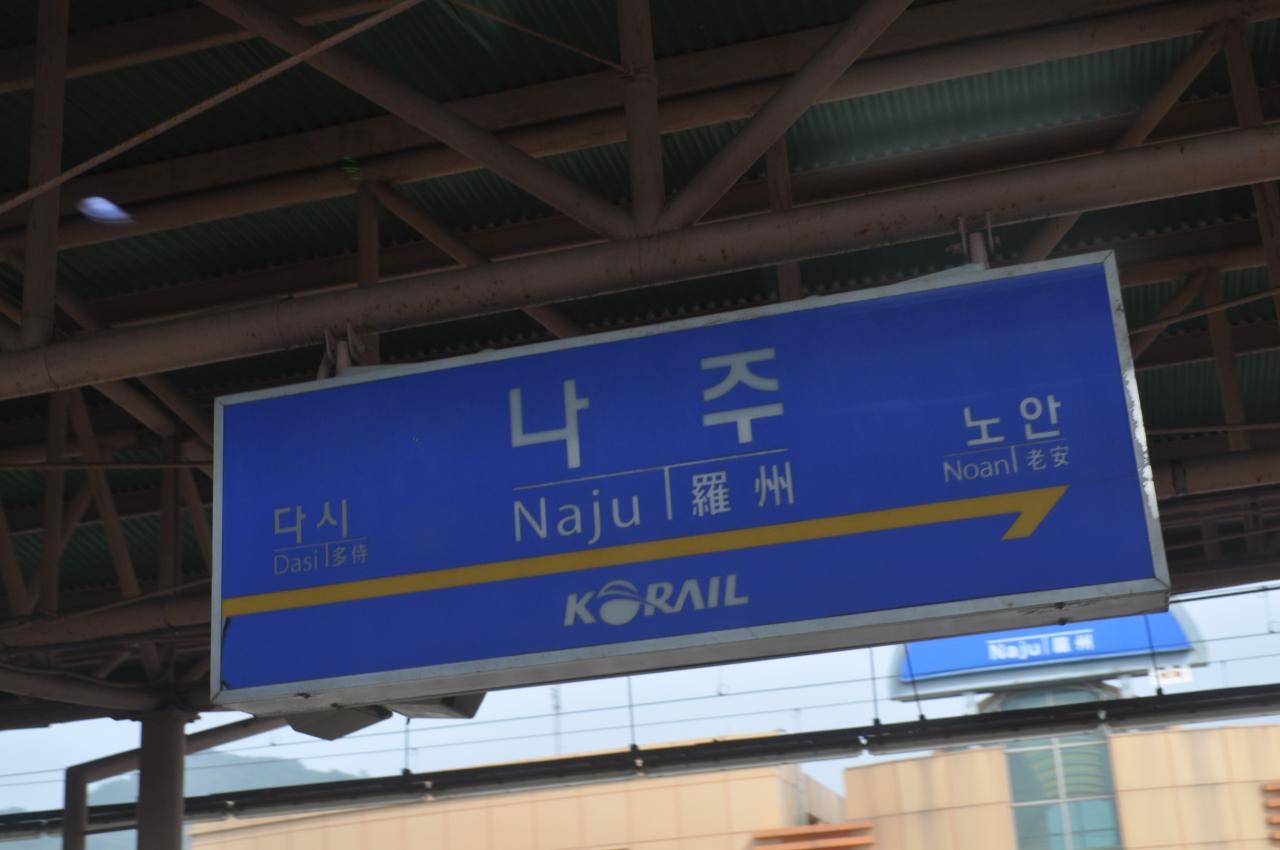 나 주
Naju 羅 州
다시
Dasi 多侍
노안
Noan 老安
KORAIL
Naju 羅 州